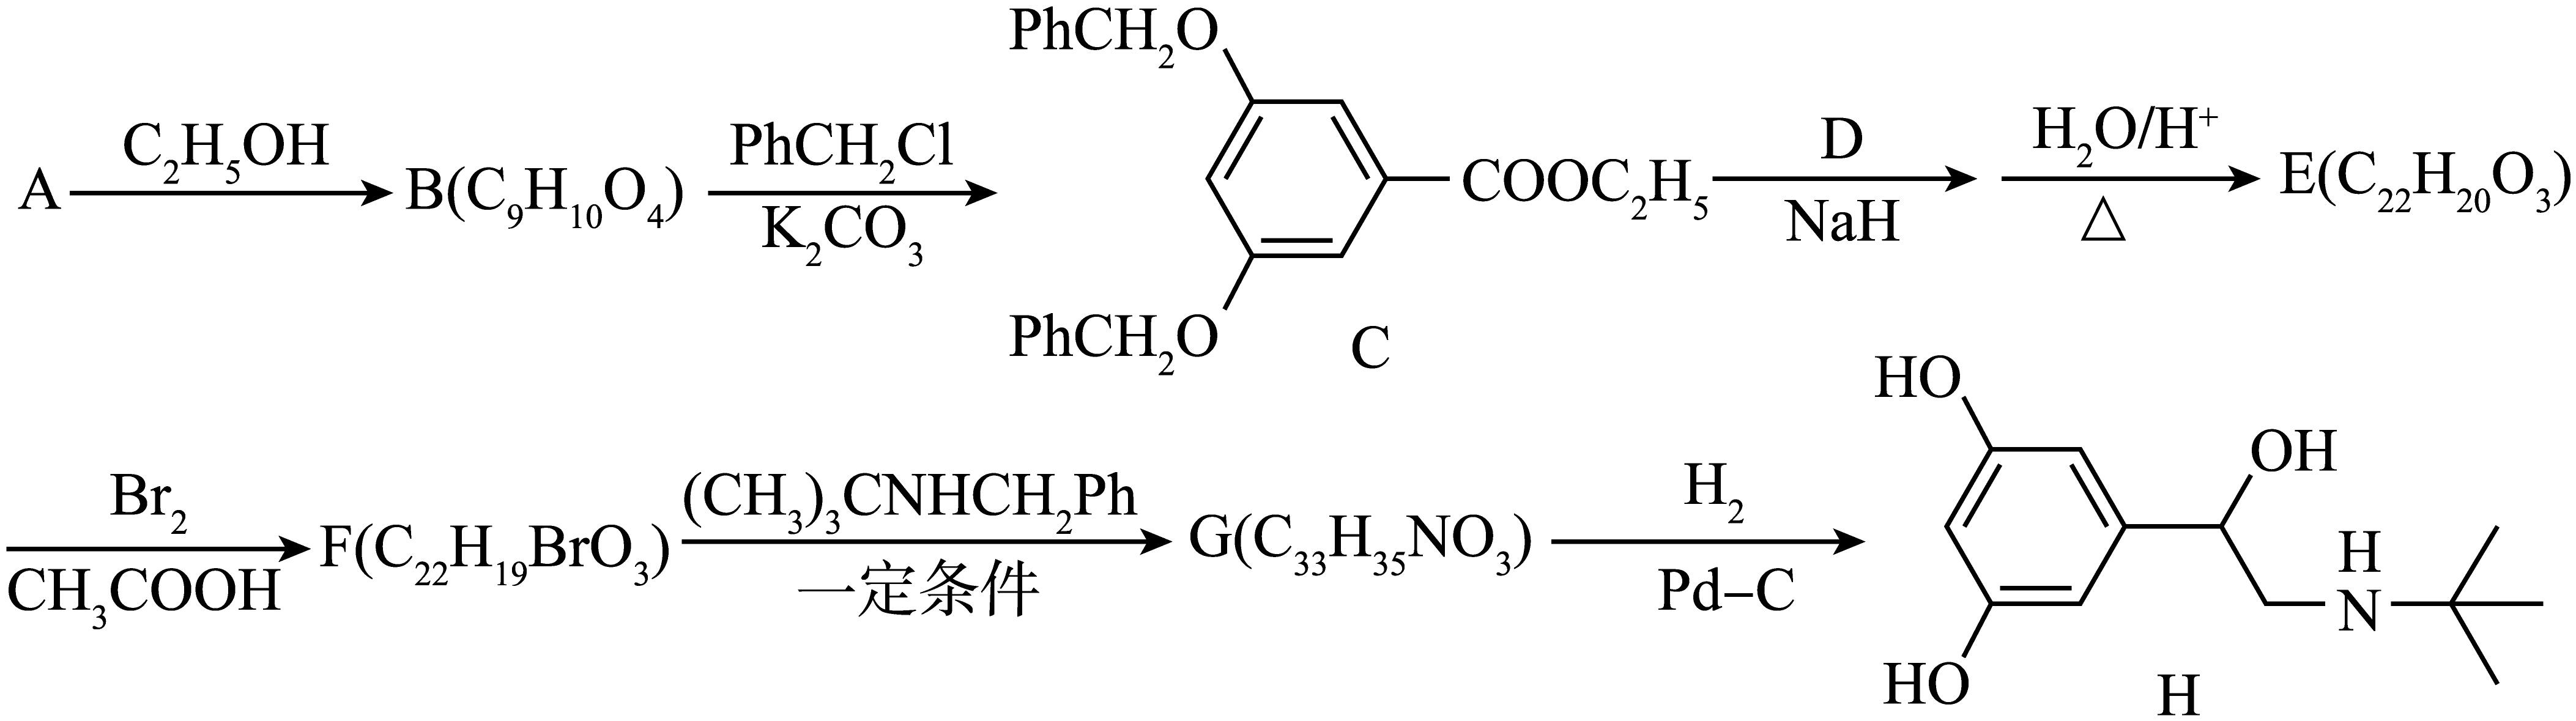 PhCH₂O
A C₂H₅OH B(C₉H₁₀O₄) PhCH₂Cl K₂CO₃ COOC₂H₅ D NaH H₂O/H⁺ △ E(C₂₂H₂₀O₃)
PhCH₂O C
Br₂ CH₃COOH F(C₂₂H₁₉BrO₃) (CH₃)₃CNHCH₂Ph 一定条件 G(C₃₃H₃₅NO₃) H₂ Pd–C
HO
OH
H
N
HO
H